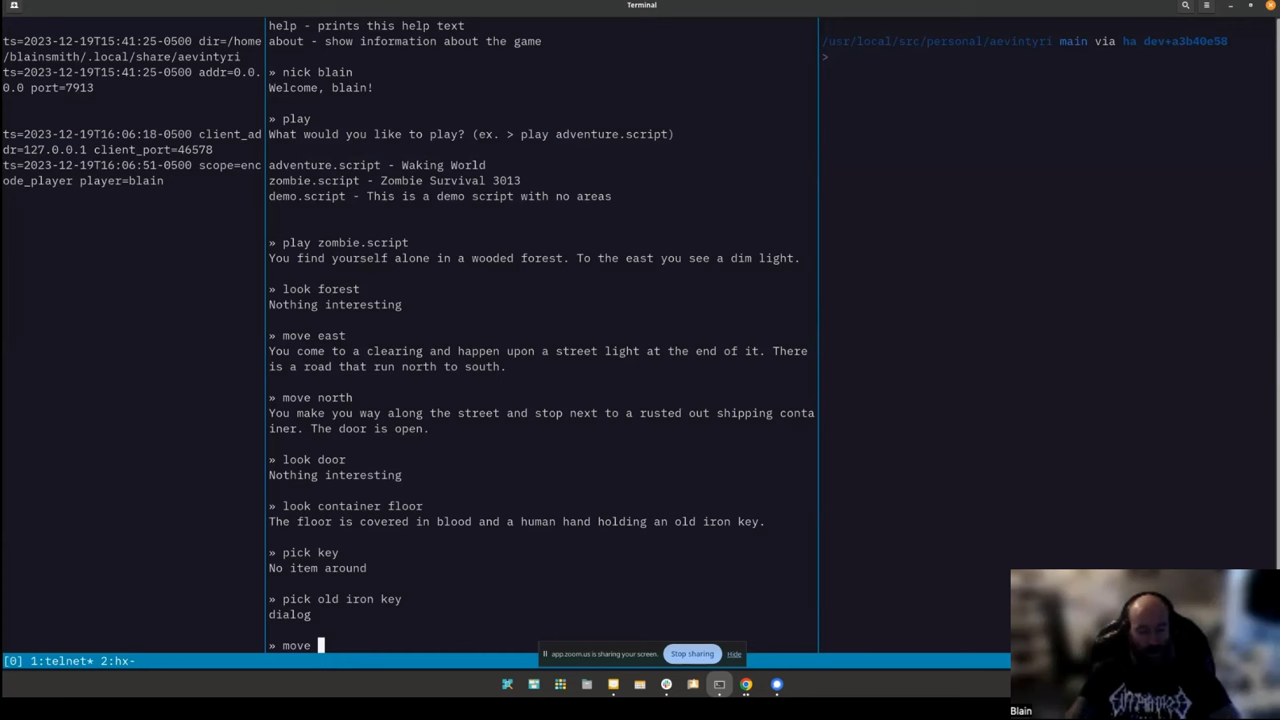 Terminal
ts=2023-12-19T15:41:25-0500 dir=/home
/blainsmith/.local/share/aevintyri
ts=2023-12-19T15:41:25-0500 addr=0.0.
0.0 port=7913
ts=2023-12-19T16:06:18-0500 client_ad
dr=127.0.0.1 client_port=46578
ts=2023-12-19T16:06:51-0500 scope=enc
ode_player player=blain
help - prints this help text
about - show information about the game
» nick blain
Welcome, blain!
» play
What would you like to play? (ex. > play adventure.script)
adventure.script - Waking World
zombie.script - Zombie Survival 3013
demo.script - This is a demo script with no areas
» play zombie.script
You find yourself alone in a wooded forest. To the east you see a dim light.
» look forest
Nothing interesting
» move east
You come to a clearing and happen upon a street light at the end of it. There
is a road that run north to south.
» move north
You make you way along the street and stop next to a rusted out shipping conta
iner. The door is open.
» look door
Nothing interesting
» look container floor
The floor is covered in blood and a human hand holding an old iron key.
» pick key
No item around
» pick old iron key
dialog
» move
/usr/local/src/personal/aevintyri main via ha dev+a3b40e58
>
[0] 1:telnet* 2:hx-
app.zoom.us is sharing your screen. Stop sharing Hide
Blain